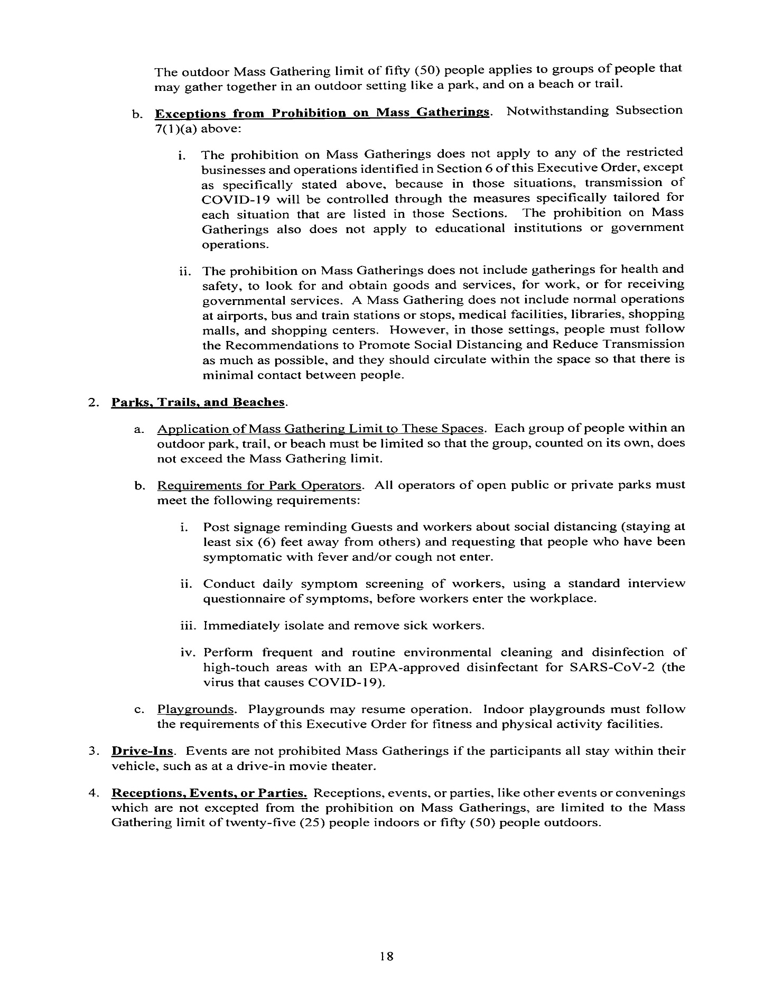 The outdoor Mass Gathering limit of fifty (50) people applies to groups of people that
may gather together in an outdoor setting like a park, and on a beach or trail.
b. Exceptions from Prohibition on Mass Gatherings. Notwithstanding Subsection
7(1)(a) above:
i. The prohibition on Mass Gatherings does not apply to any of the restricted
businesses and operations identified in Section 6 of this Executive Order, except
as specifically stated above, because in those situations, transmission of
COVID-19 will be controlled through the measures specifically tailored for
each situation that are listed in those Sections. The prohibition on Mass
Gatherings also does not apply to educational institutions or government
operations.
ii. The prohibition on Mass Gatherings does not include gatherings for health and
safety, to look for and obtain goods and services, for work, or for receiving
governmental services. A Mass Gathering does not include normal operations
at airports, bus and train stations or stops, medical facilities, libraries, shopping
malls, and shopping centers. However, in those settings, people must follow
the Recommendations to Promote Social Distancing and Reduce Transmission
as much as possible, and they should circulate within the space so that there is
minimal contact between people.
2. Parks, Trails, and Beaches.
a. Application of Mass Gathering Limit to These Spaces. Each group of people within an
outdoor park, trail, or beach must be limited so that the group, counted on its own, does
not exceed the Mass Gathering limit.
b. Requirements for Park Operators. All operators of open public or private parks must
meet the following requirements:
i. Post signage reminding Guests and workers about social distancing (staying at
least six (6) feet away from others) and requesting that people who have been
symptomatic with fever and/or cough not enter.
ii. Conduct daily symptom screening of workers, using a standard interview
questionnaire of symptoms, before workers enter the workplace.
iii. Immediately isolate and remove sick workers.
iv. Perform frequent and routine environmental cleaning and disinfection of
high-touch areas with an EPA-approved disinfectant for SARS-CoV-2 (the
virus that causes COVID-19).
c. Playgrounds. Playgrounds may resume operation. Indoor playgrounds must follow
the requirements of this Executive Order for fitness and physical activity facilities.
3. Drive-Ins. Events are not prohibited Mass Gatherings if the participants all stay within their
vehicle, such as at a drive-in movie theater.
4. Receptions, Events, or Parties. Receptions, events, or parties, like other events or convenings
which are not excepted from the prohibition on Mass Gatherings, are limited to the Mass
Gathering limit of twenty-five (25) people indoors or fifty (50) people outdoors.
18